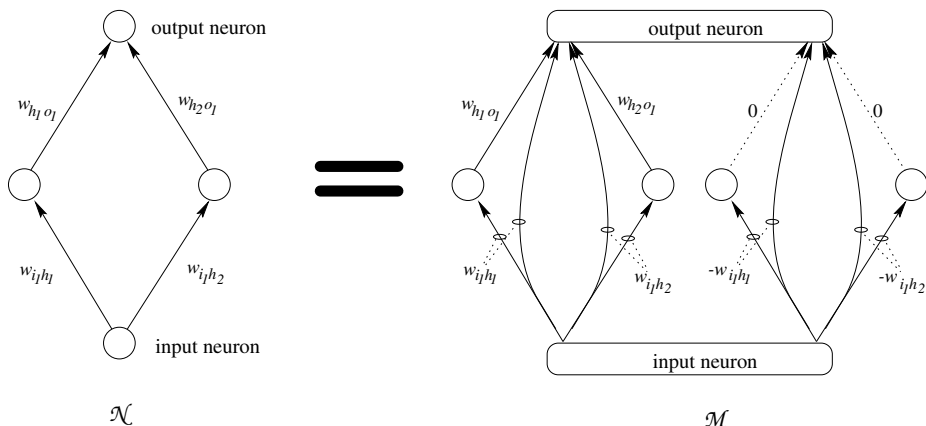 output neuron
w_{h_1 o_1} w_{h_2 o_1}
w_{i_1 h_1} w_{i_1 h_2}
input neuron
𝒩
output neuron
w_{h_1 o_1} w_{h_2 o_1} 0 0
w_{i_1 h_1} w_{i_1 h_2} -w_{i_1 h_1} -w_{i_1 h_2}
input neuron
ℳ